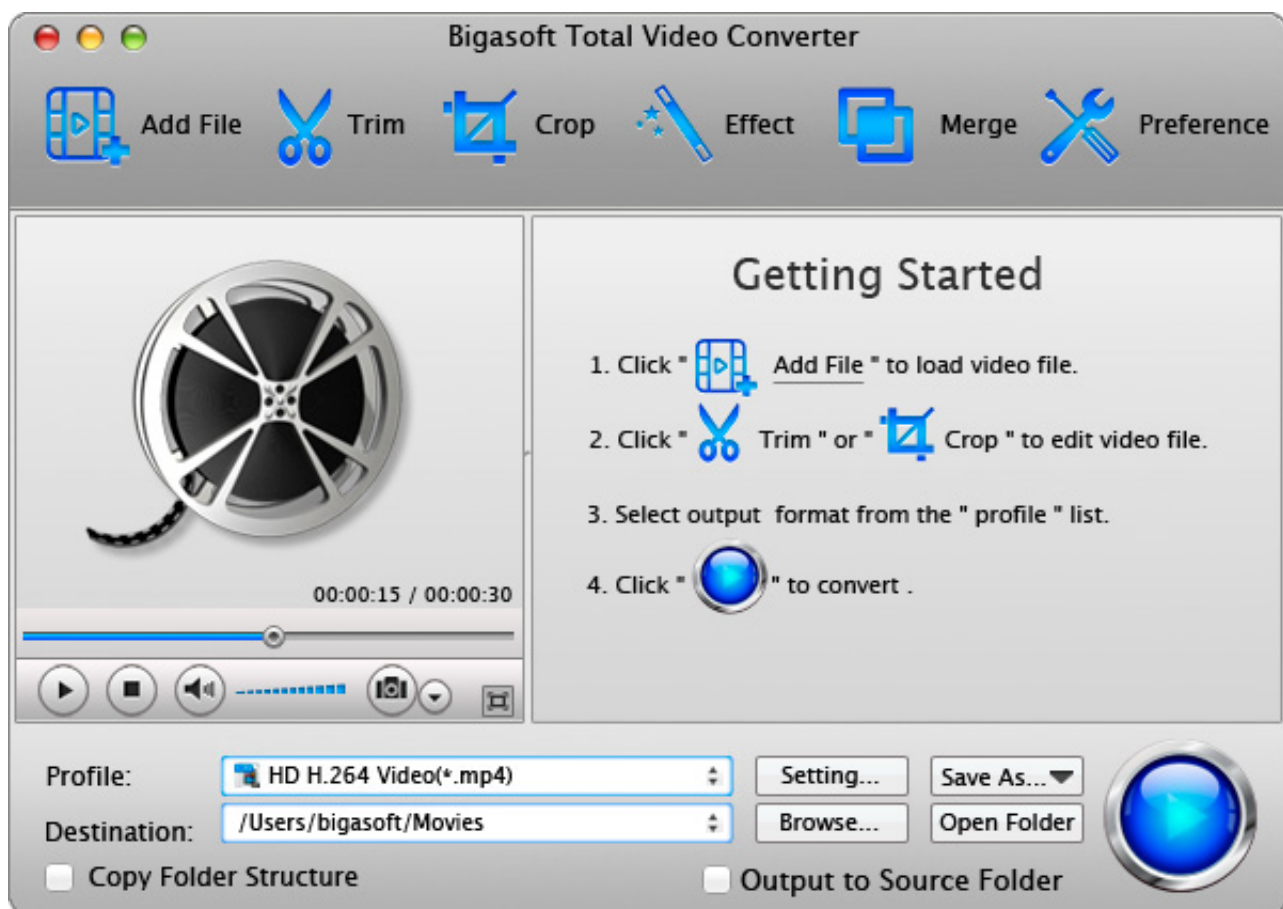 Bigasoft Total Video Converter
Add File Trim Crop Effect Merge Preference
Getting Started
1. Click " Add File " to load video file.
2. Click " Trim " or " Crop " to edit video file.
3. Select output format from the " profile " list.
4. Click " " to convert .
00:00:15 / 00:00:30
Profile: HD H.264 Video(*.mp4) Setting... Save As...
Destination: /Users/bigasoft/Movies Browse... Open Folder
Copy Folder Structure Output to Source Folder